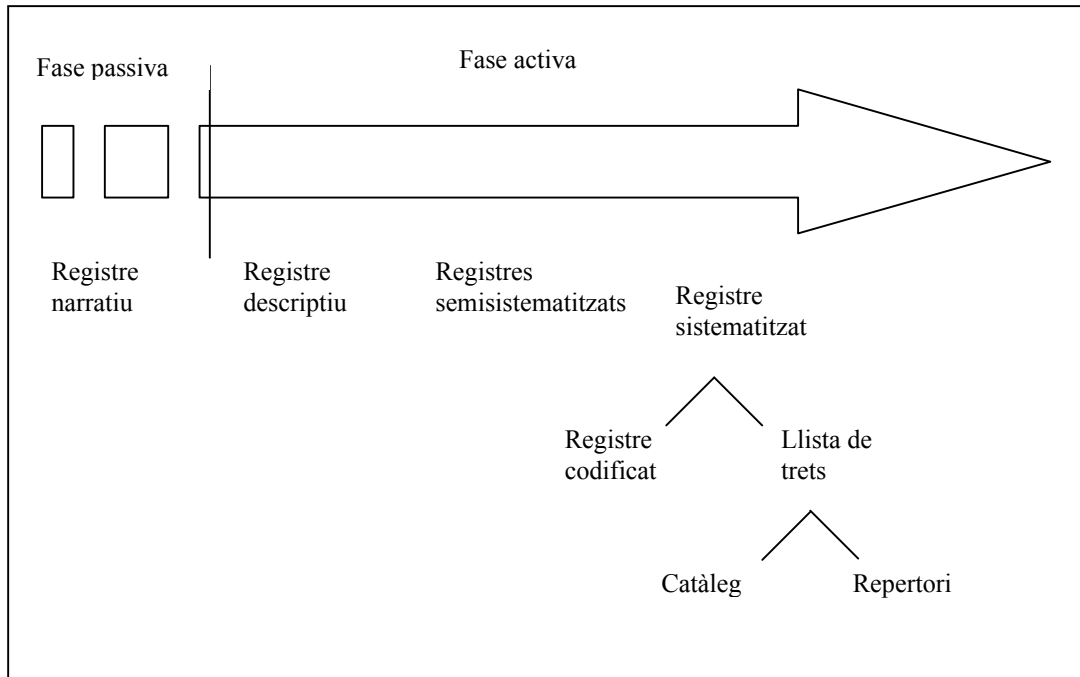 Fase passiva
Fase activa
Registre
narratiu
Registre
descriptiu
Registres
semisistematitzats
Registre
sistematitzat
Registre
codificat
Llista de
trets
Catàleg
Repertori